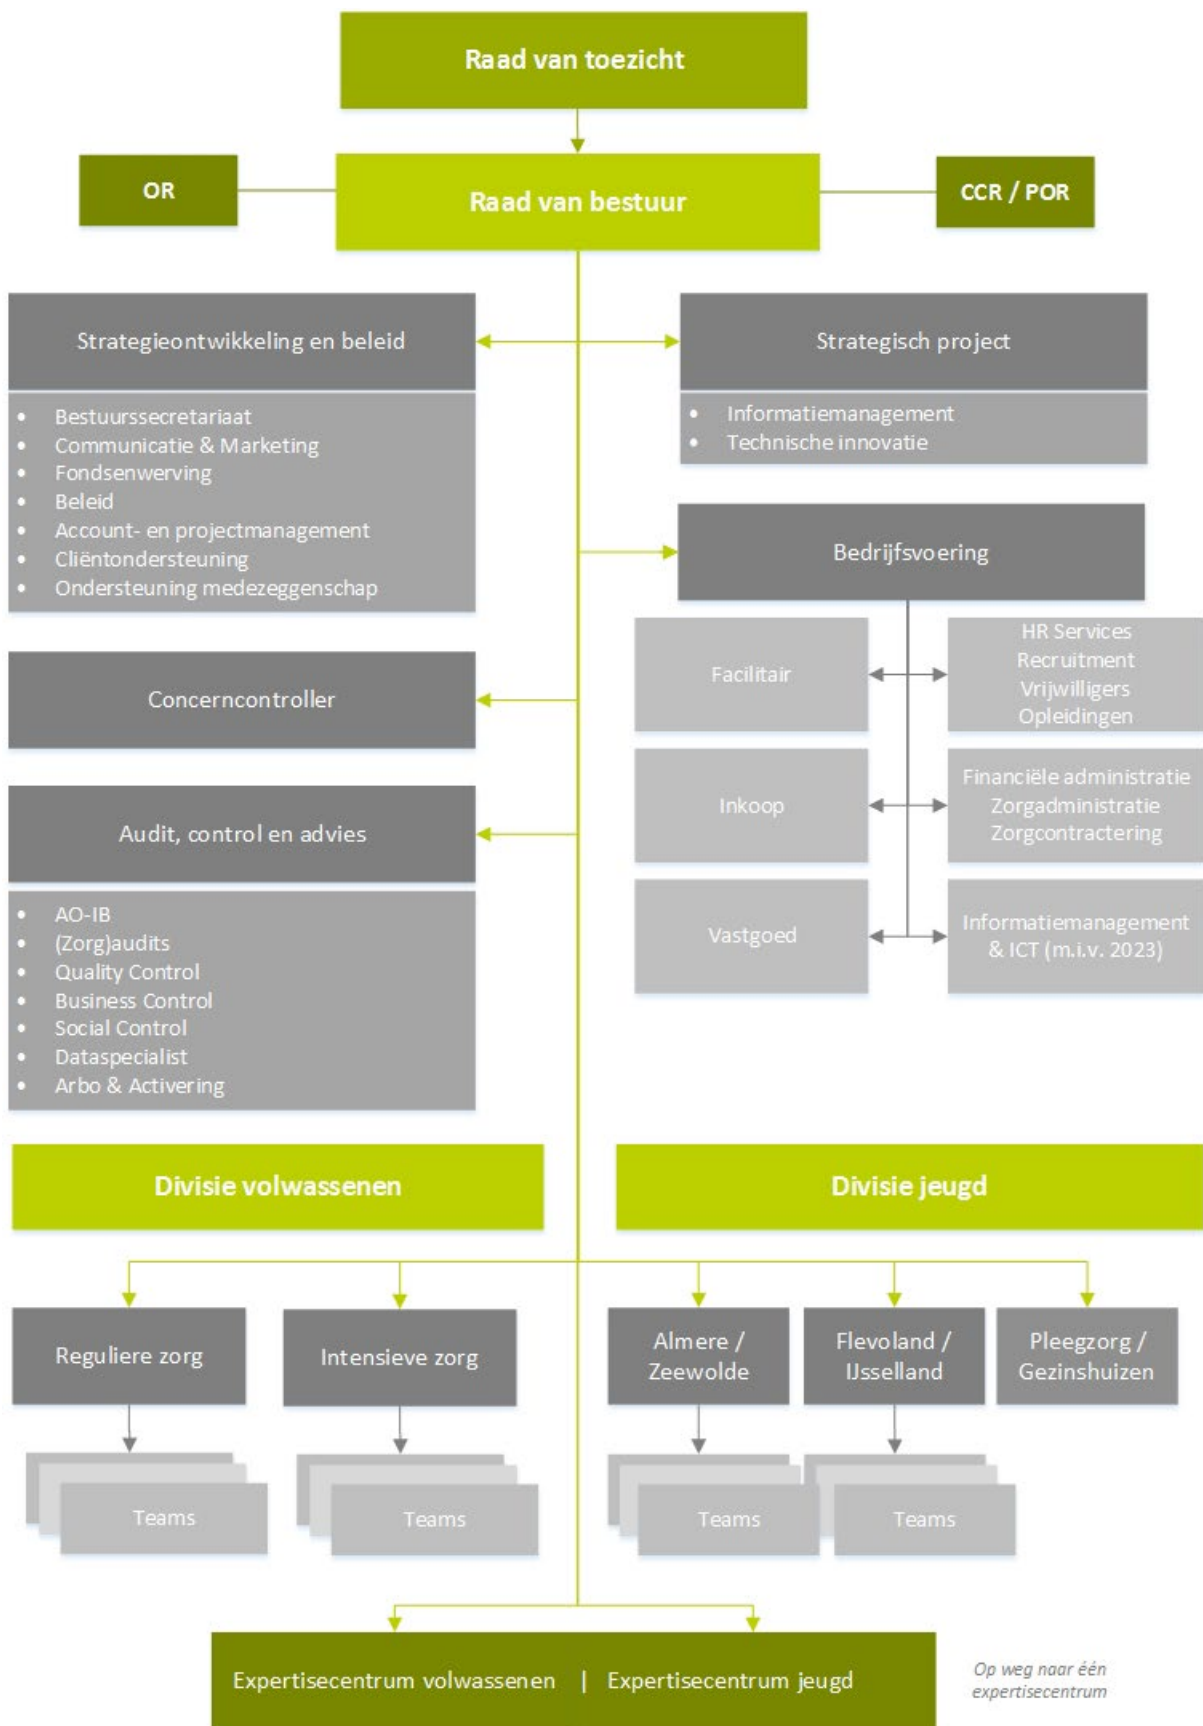 Raad van toezicht
OR
Raad van bestuur
CCR / POR
Strategieontwikkeling en beleid
• Bestuurssecretariaat
• Communicatie & Marketing
• Fondsenwerving
• Beleid
• Account- en projectmanagement
• Cliëntondersteuning
• Ondersteuning medezeggenschap
Strategisch project
• Informatiemanagement
• Technische innovatie
Bedrijfsvoering
Facilitair
HR Services
Recruitment
Vrijwilligers
Opleidingen
Inkoop
Financiële administratie
Zorgadministratie
Zorgcontractering
Vastgoed
Informatiemanagement
& ICT (m.i.v. 2023)
Concerncontroller
Audit, control en advies
• AO-IB
• (Zorg)audits
• Quality Control
• Business Control
• Social Control
• Dataspecialist
• Arbo & Activering
Divisie volwassenen
Divisie jeugd
Reguliere zorg
Intensieve zorg
Almere /
Zeewolde
Flevoland /
IJsselland
Pleegzorg /
Gezinshuizen
Teams
Teams
Teams
Teams
Expertisecentrum volwassenen | Expertisecentrum jeugd
Op weg naar één
expertisecentrum